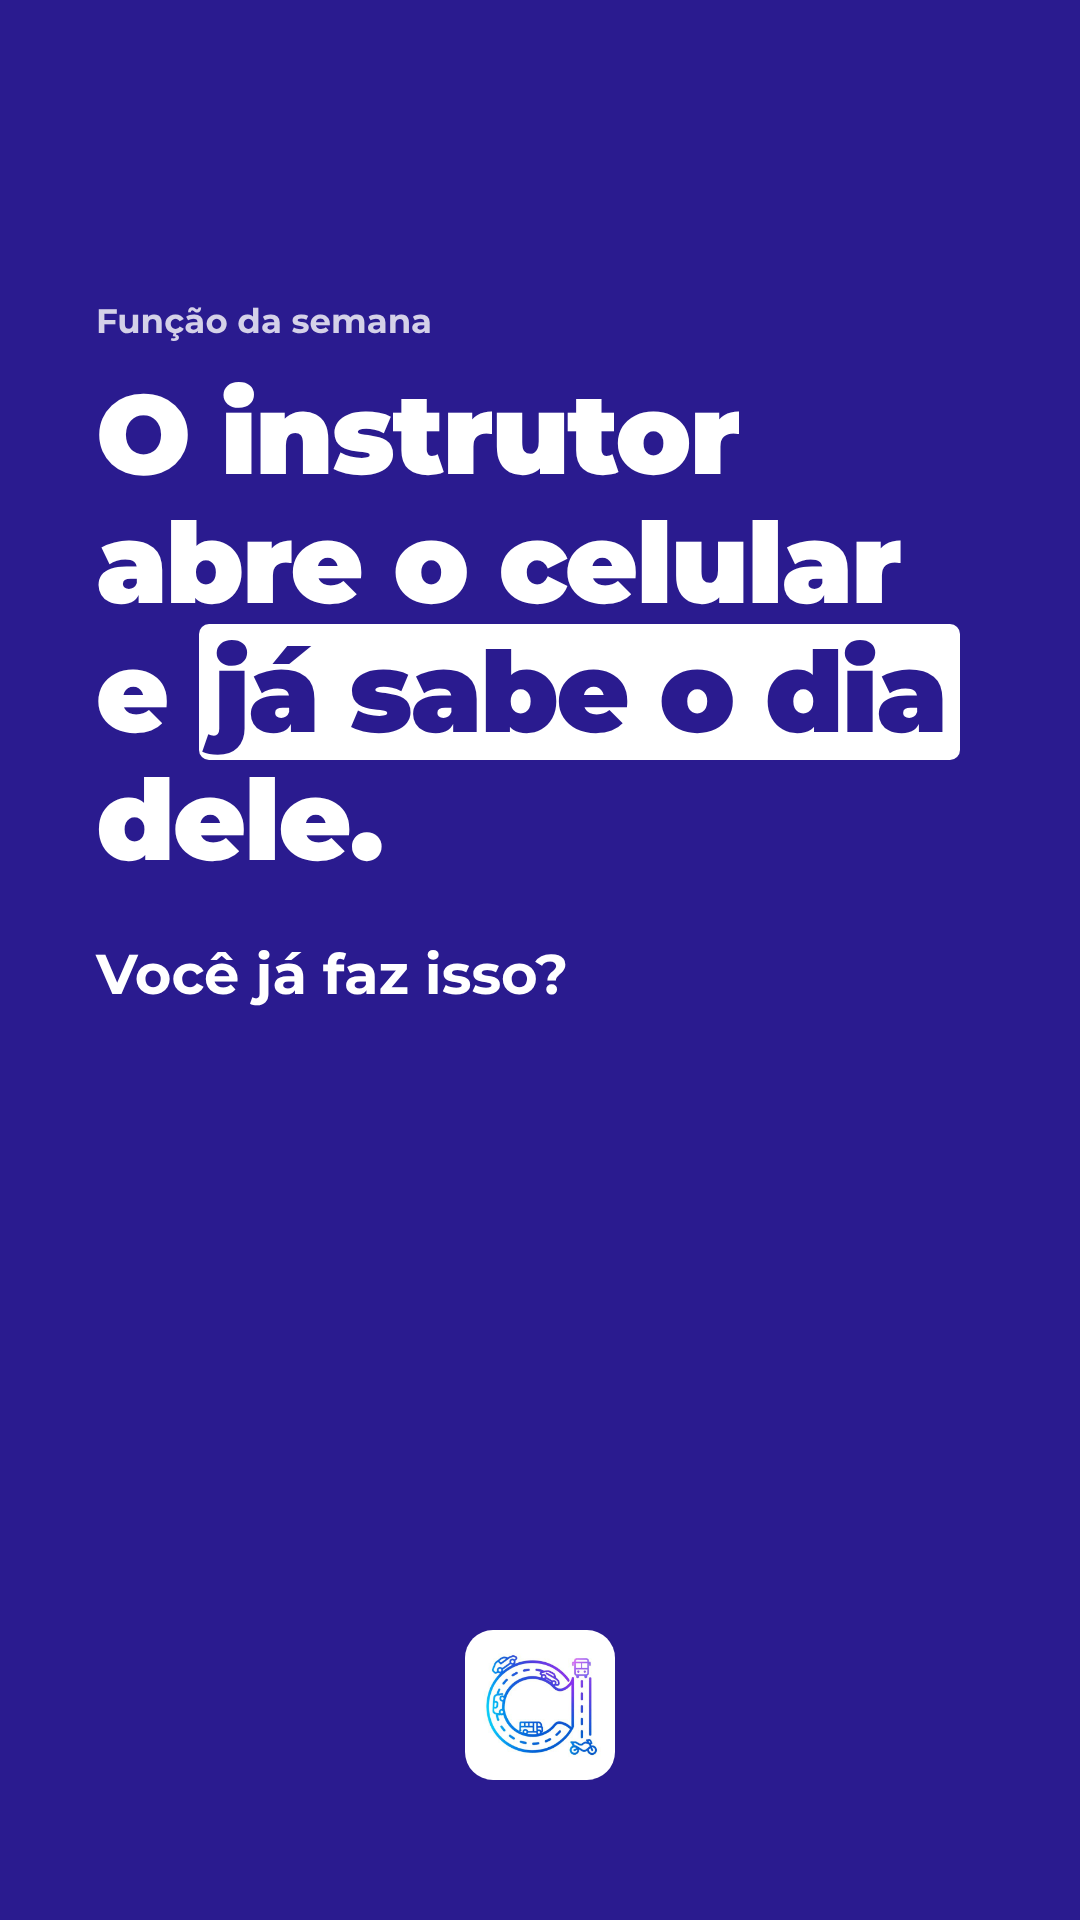 Função da semana
O instrutor
abre o celular
e já sabe o dia
dele.
Você já faz isso?